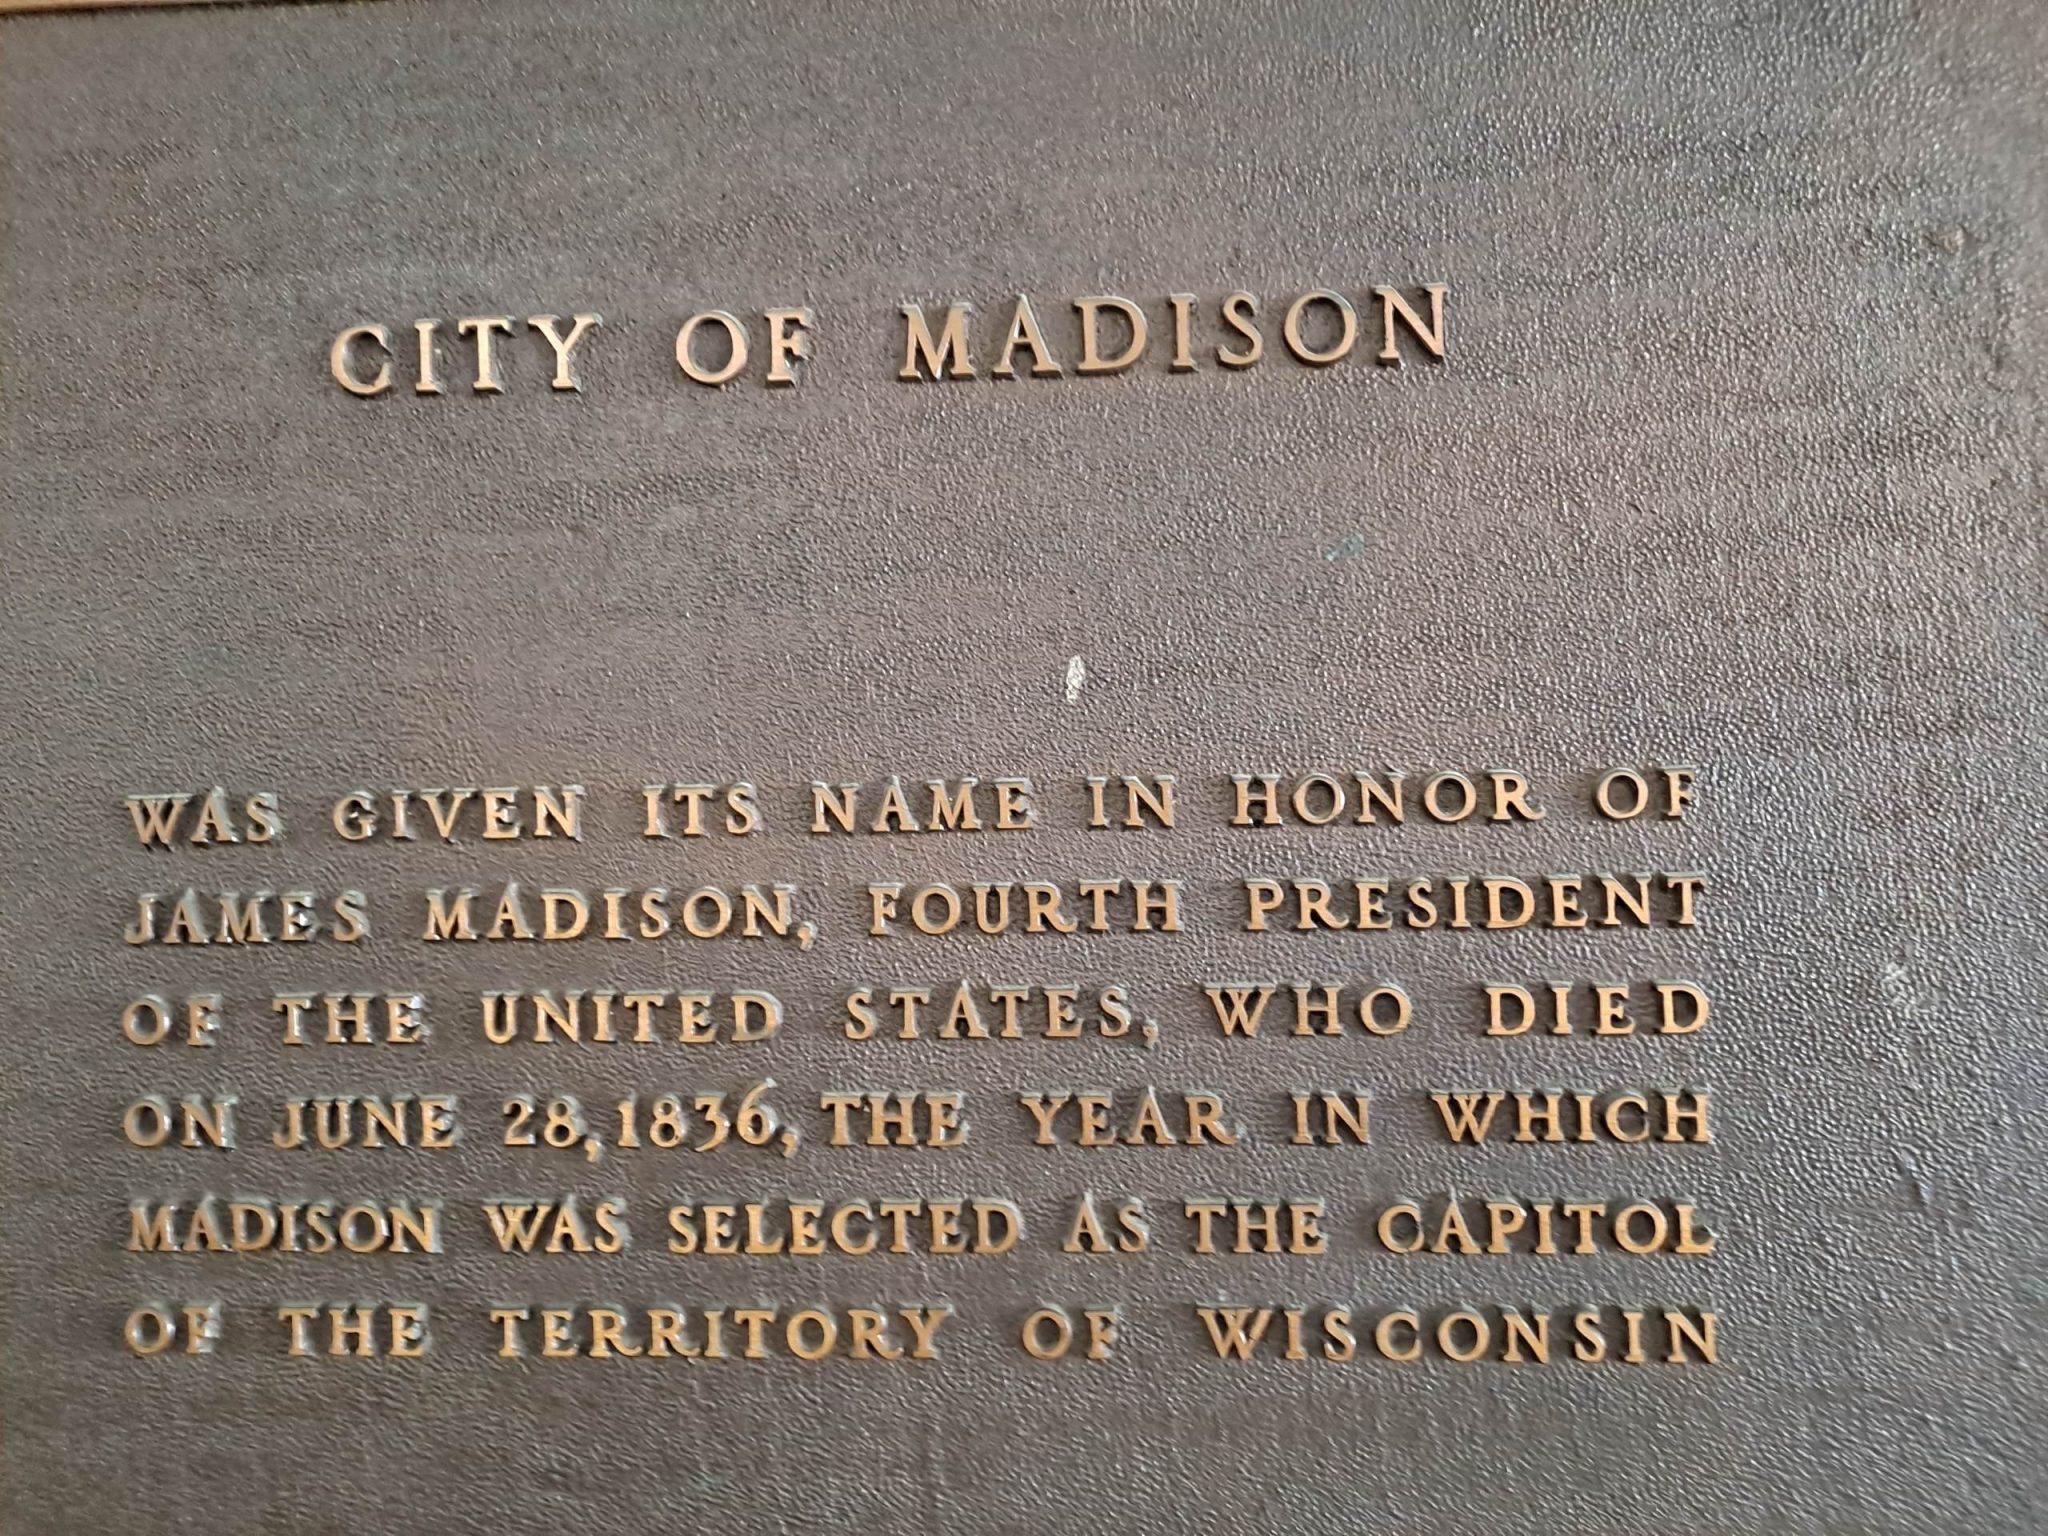 CITY OF MADISON
WAS GIVEN ITS NAME IN HONOR OF
JAMES MADISON, FOURTH PRESIDENT
OF THE UNITED STATES, WHO DIED
ON JUNE 28, 1836, THE YEAR IN WHICH
MADISON WAS SELECTED AS THE CAPITOL
OF THE TERRITORY OF WISCONSIN